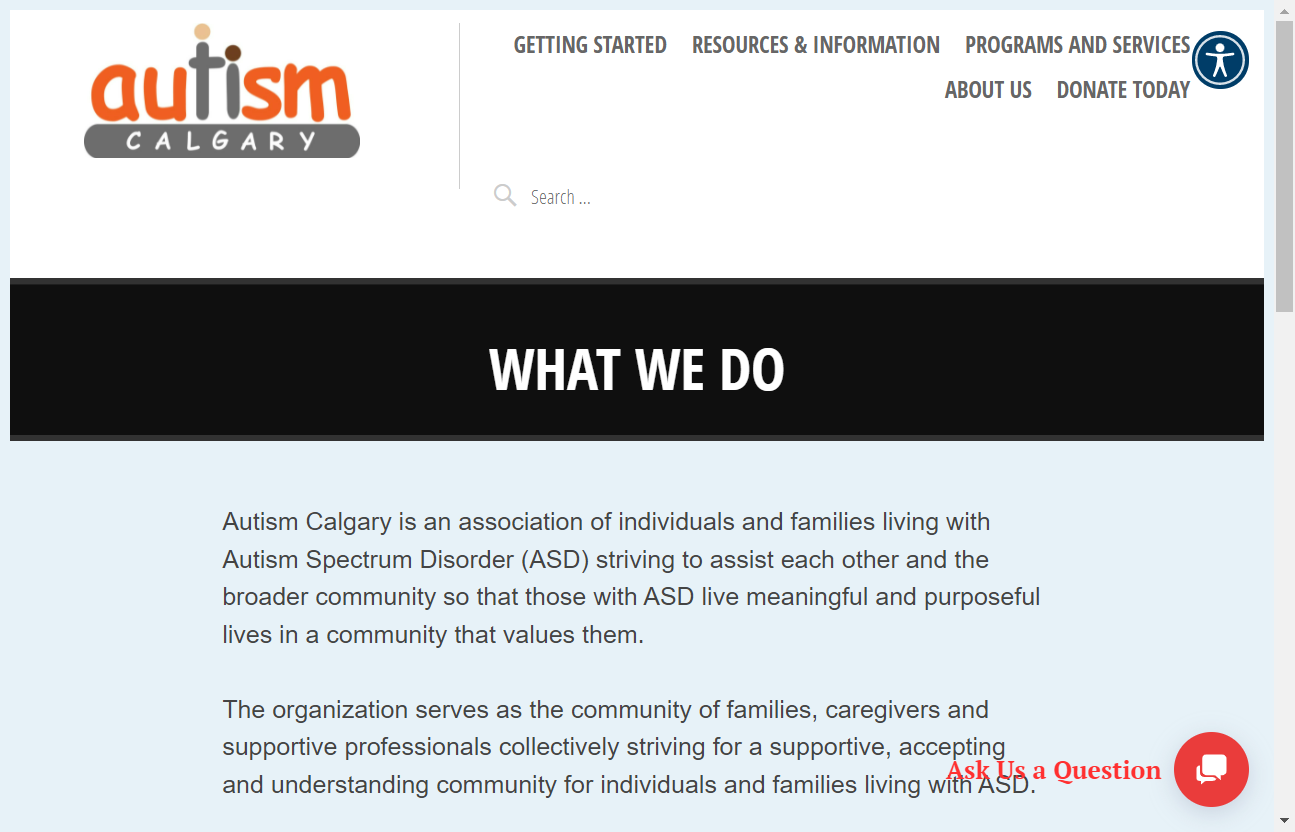 autism
CALGARY
GETTING STARTED RESOURCES & INFORMATION PROGRAMS AND SERVICES
ABOUT US DONATE TODAY
Search ...
WHAT WE DO
Autism Calgary is an association of individuals and families living with
Autism Spectrum Disorder (ASD) striving to assist each other and the
broader community so that those with ASD live meaningful and purposeful
lives in a community that values them.
The organization serves as the community of families, caregivers and
supportive professionals collectively striving for a supportive, accepting
and understanding community for individuals and families living with ASD.
Ask Us a Question